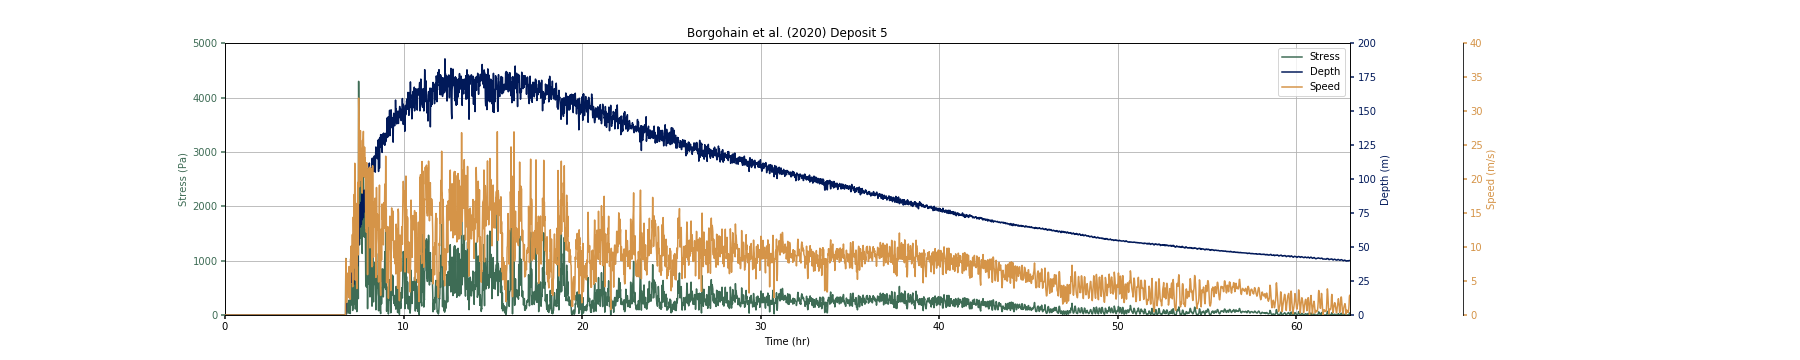 Borgohain et al. (2020) Deposit 5
Stress
Depth
Speed
Stress (Pa)
5000
4000
3000
2000
1000
0
Depth (m)
200
175
150
125
100
75
50
25
0
Speed (m/s)
40
35
30
25
20
15
10
5
0
0 10 20 30 40 50 60
Time (hr)